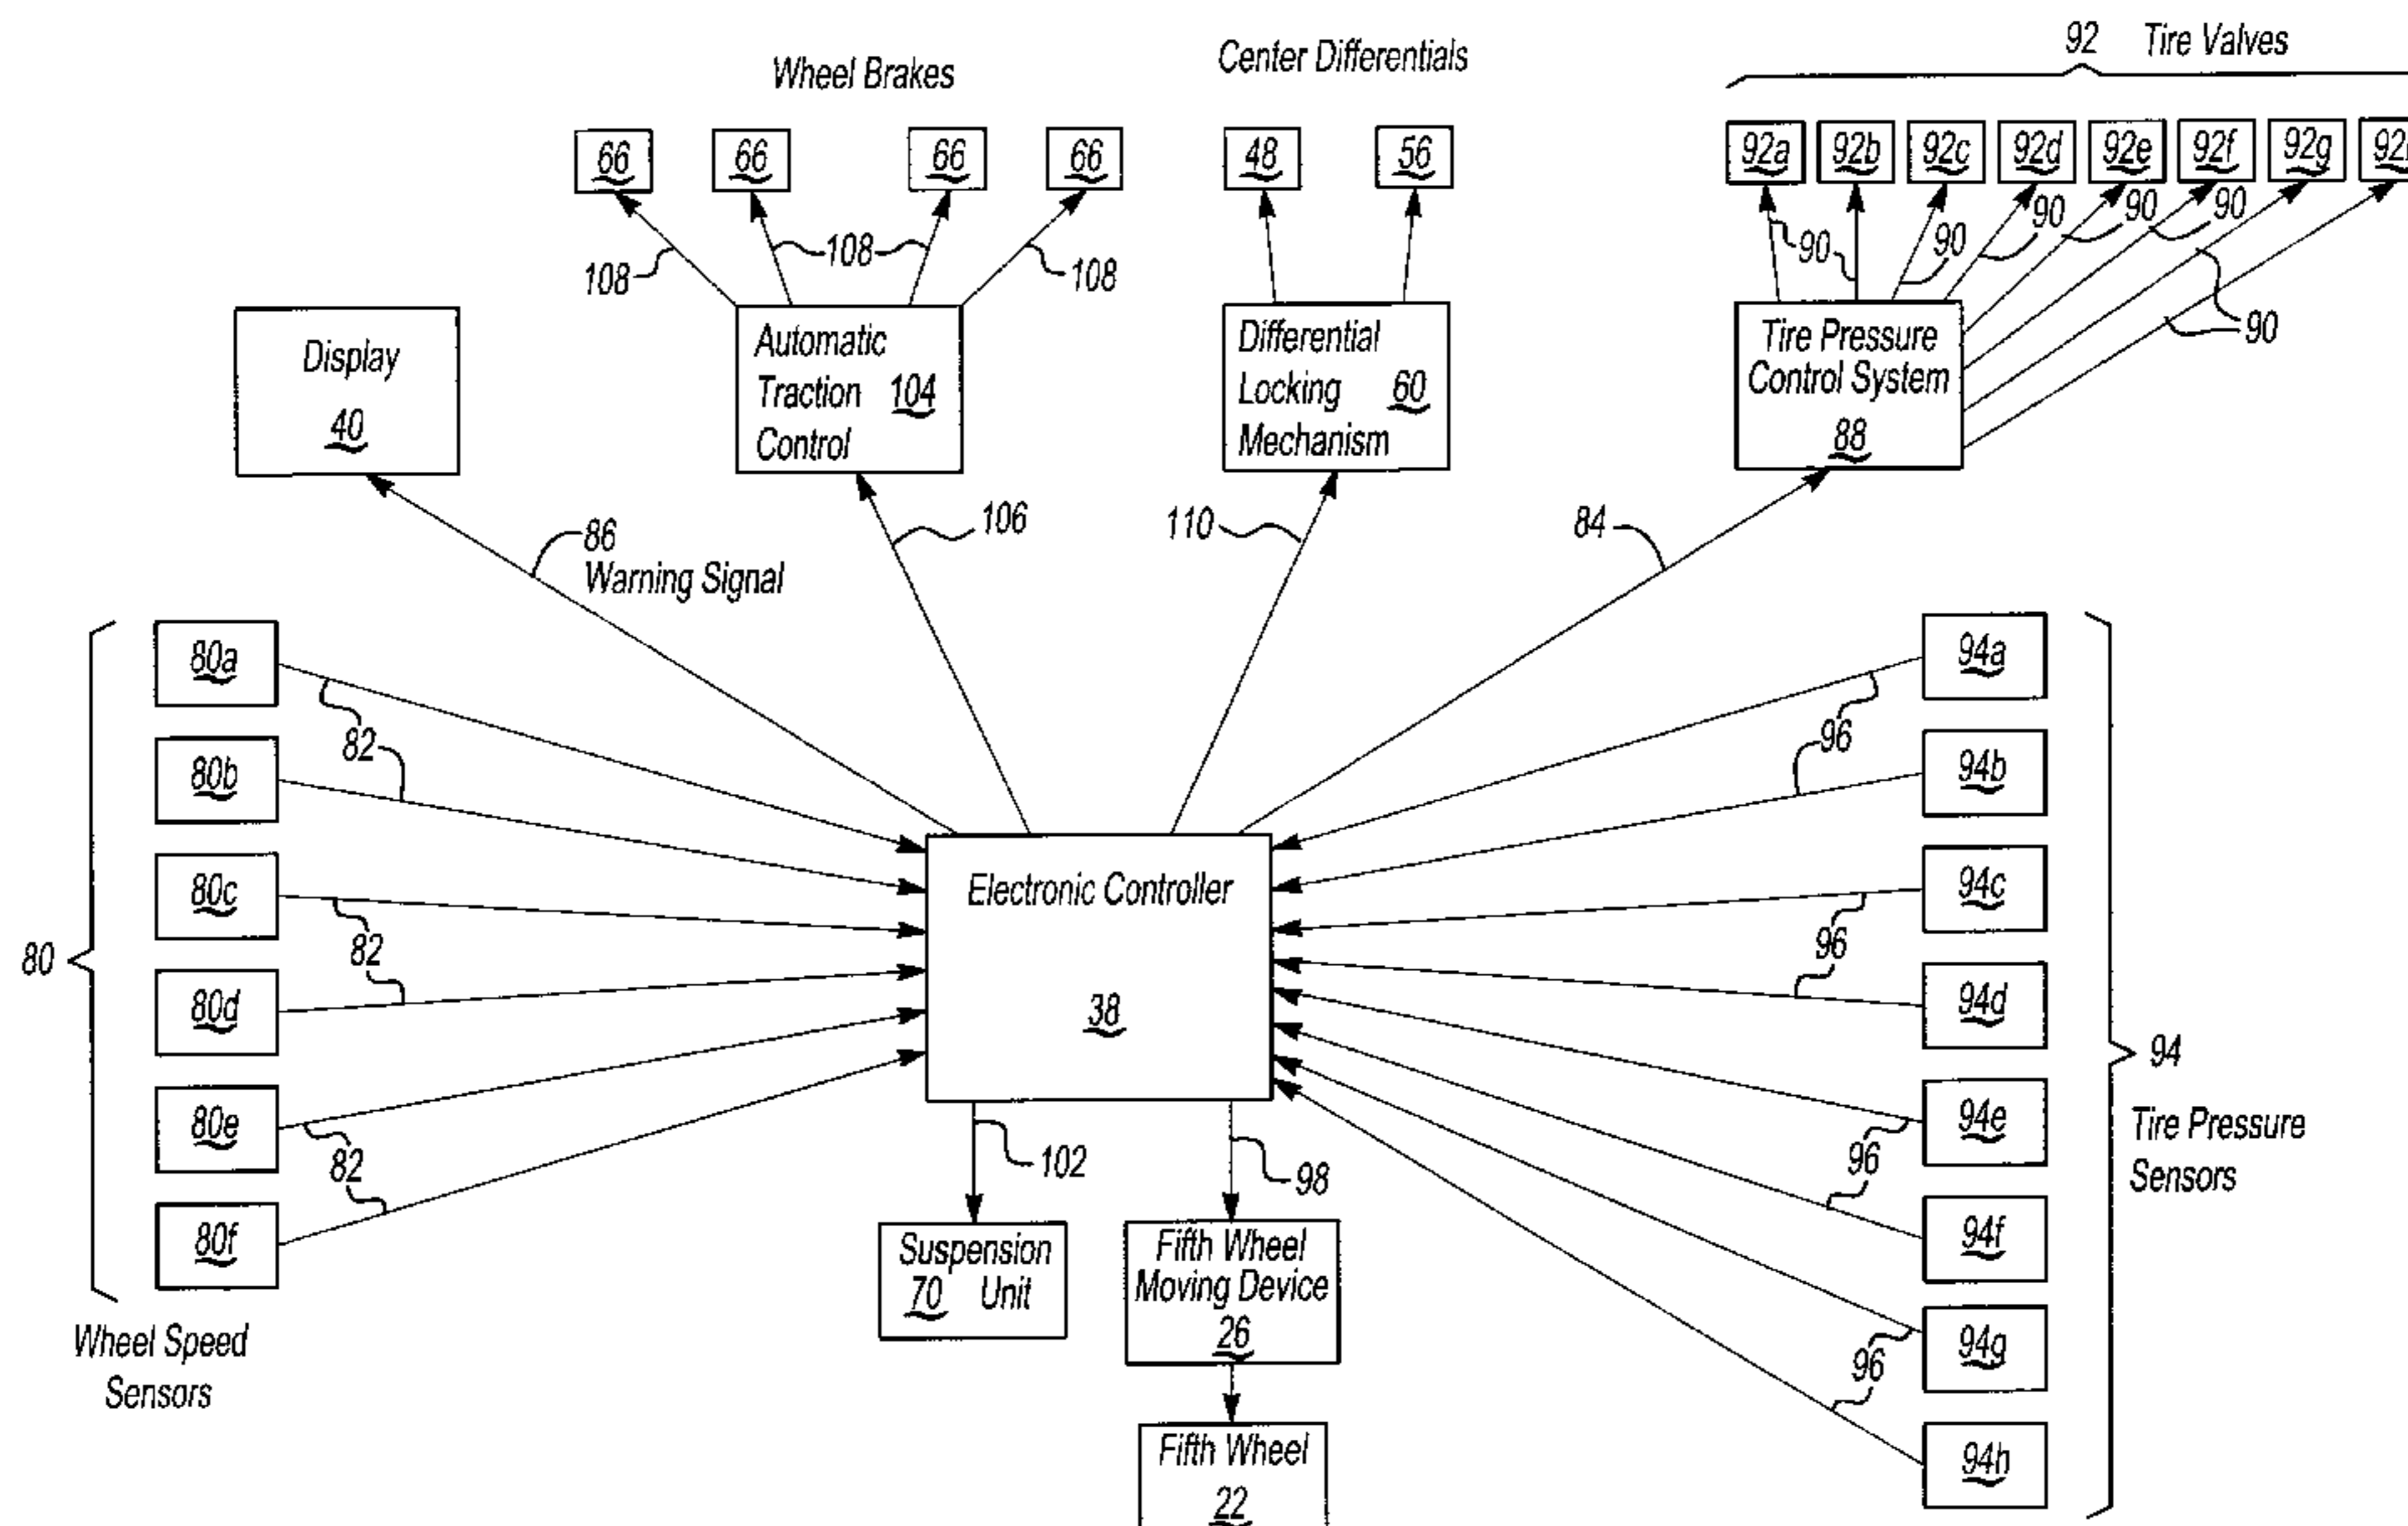 92 Tire Valves
Wheel Brakes
Center Differentials
66 66 66 66
48 56
92a 92b 92c 92d 92e 92f 92g
90 90 90 90 90
108 108 108
90
Display
40
Automatic
Traction 104
Control
Differential
Locking 60
Mechanism
Tire Pressure
Control System
88
86
Warning Signal
106
110
84
80a
80b
80c
80d
80e
80f
82
82
82
80
Wheel Speed
Sensors
Electronic Controller
38
94a
94b
94c
94d
94e
94f
94g
94h
96
96
96
96
94
Tire Pressure
Sensors
102
98
Suspension
70 Unit
Fifth Wheel
Moving Device
26
Fifth Wheel
22